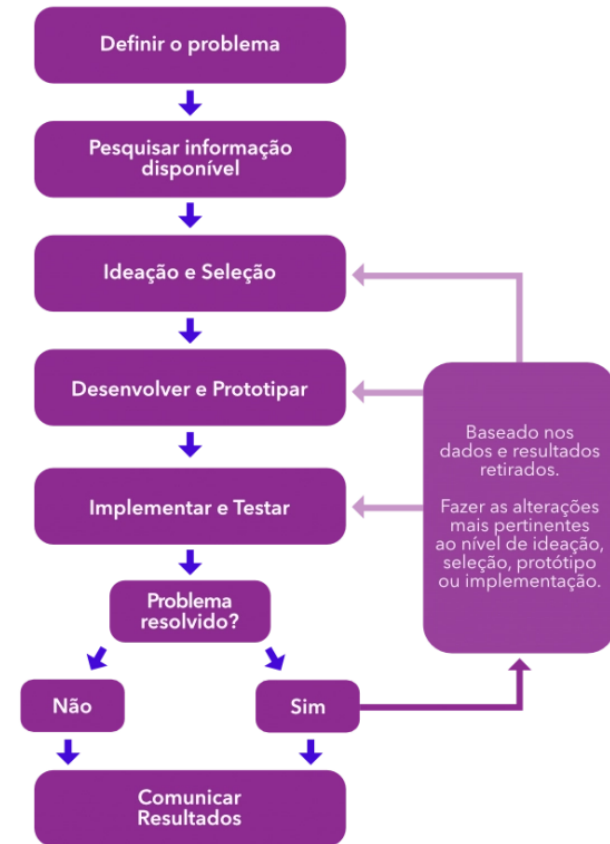 Definir o problema
Pesquisar informação
disponível
Ideação e Seleção
Desenvolver e Prototipar
Implementar e Testar
Baseado nos
dados e resultados
retirados.
Fazer as alterações
mais pertinentes
ao nível de ideação,
seleção, protótipo
ou implementação.
Problema
resolvido?
Não
Sim
Comunicar
Resultados